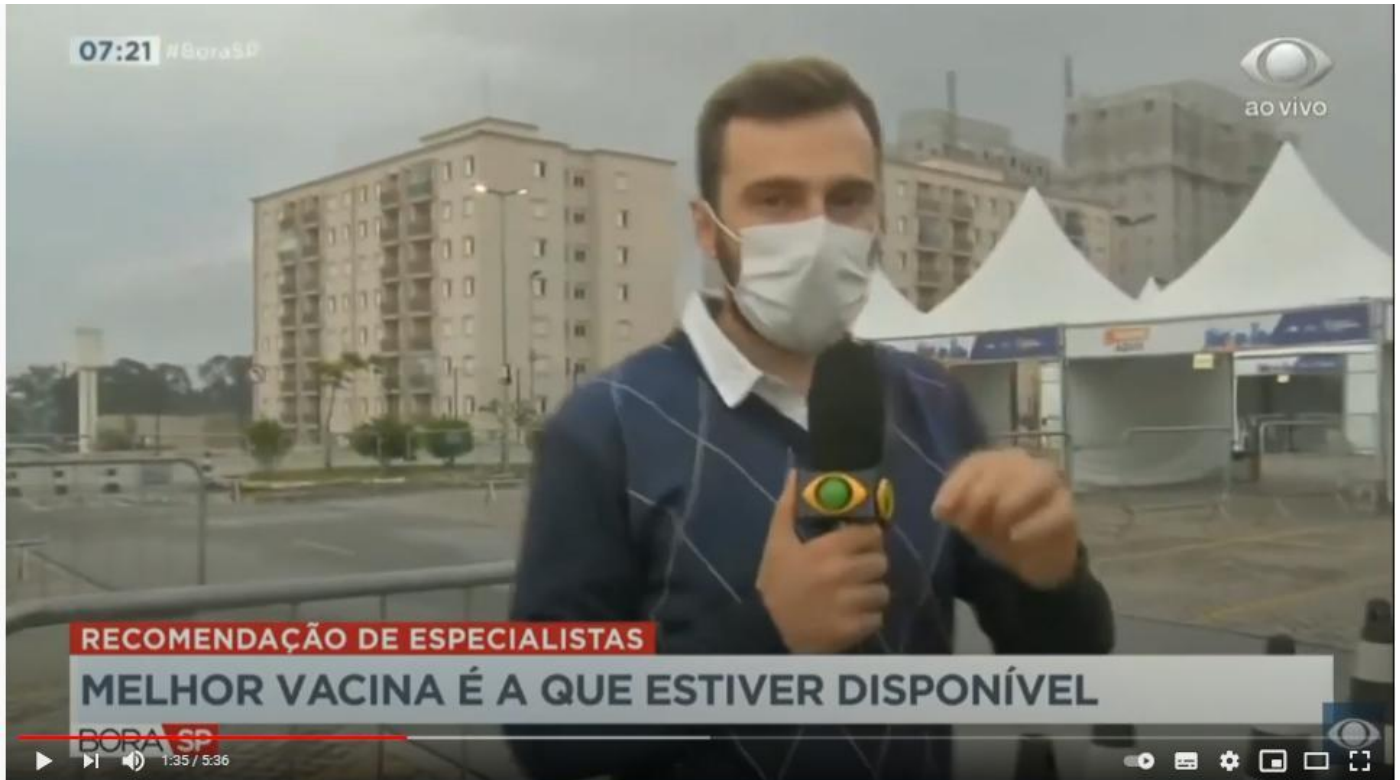 07:21 #BoraSP
ao vivo
RECOMENDAÇÃO DE ESPECIALISTAS
MELHOR VACINA É A QUE ESTIVER DISPONÍVEL
BORA SP
1:35 / 5:36